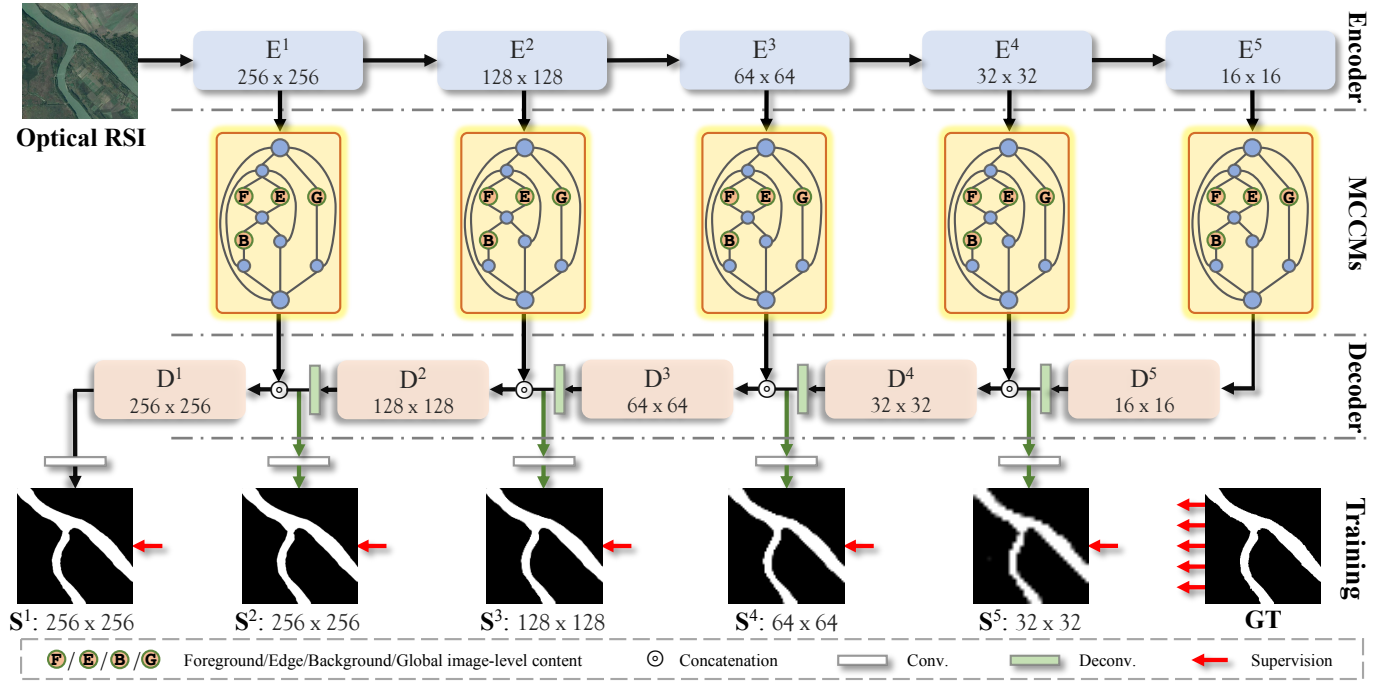 E¹
256 x 256
E²
128 x 128
E³
64 x 64
E⁴
32 x 32
E⁵
16 x 16
Encoder
Optical RSI
F E G
B
F E G
B
F E G
B
F E G
B
F E G
B
MCCMs
D¹
256 x 256
D²
128 x 128
D³
64 x 64
D⁴
32 x 32
D⁵
16 x 16
Decoder
Training
S¹: 256 x 256
S²: 256 x 256
S³: 128 x 128
S⁴: 64 x 64
S⁵: 32 x 32
GT
F/E/B/G Foreground/Edge/Background/Global image-level content
Concatenation
Conv.
Deconv.
Supervision